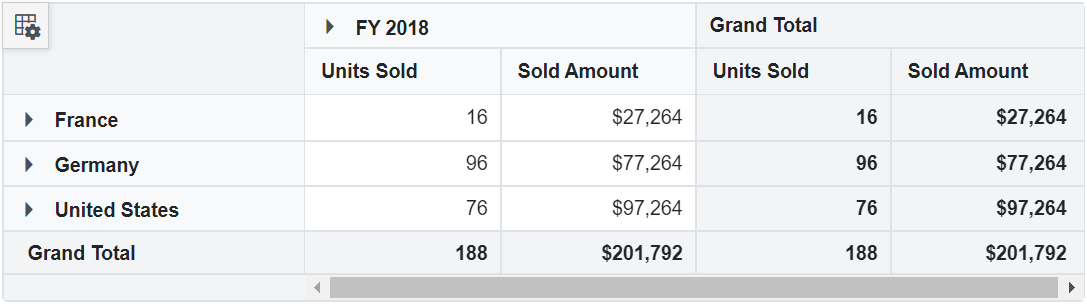 FY 2018 Grand Total
Units Sold Sold Amount Units Sold Sold Amount
France 16 $27,264 16 $27,264
Germany 96 $77,264 96 $77,264
United States 76 $97,264 76 $97,264
Grand Total 188 $201,792 188 $201,792